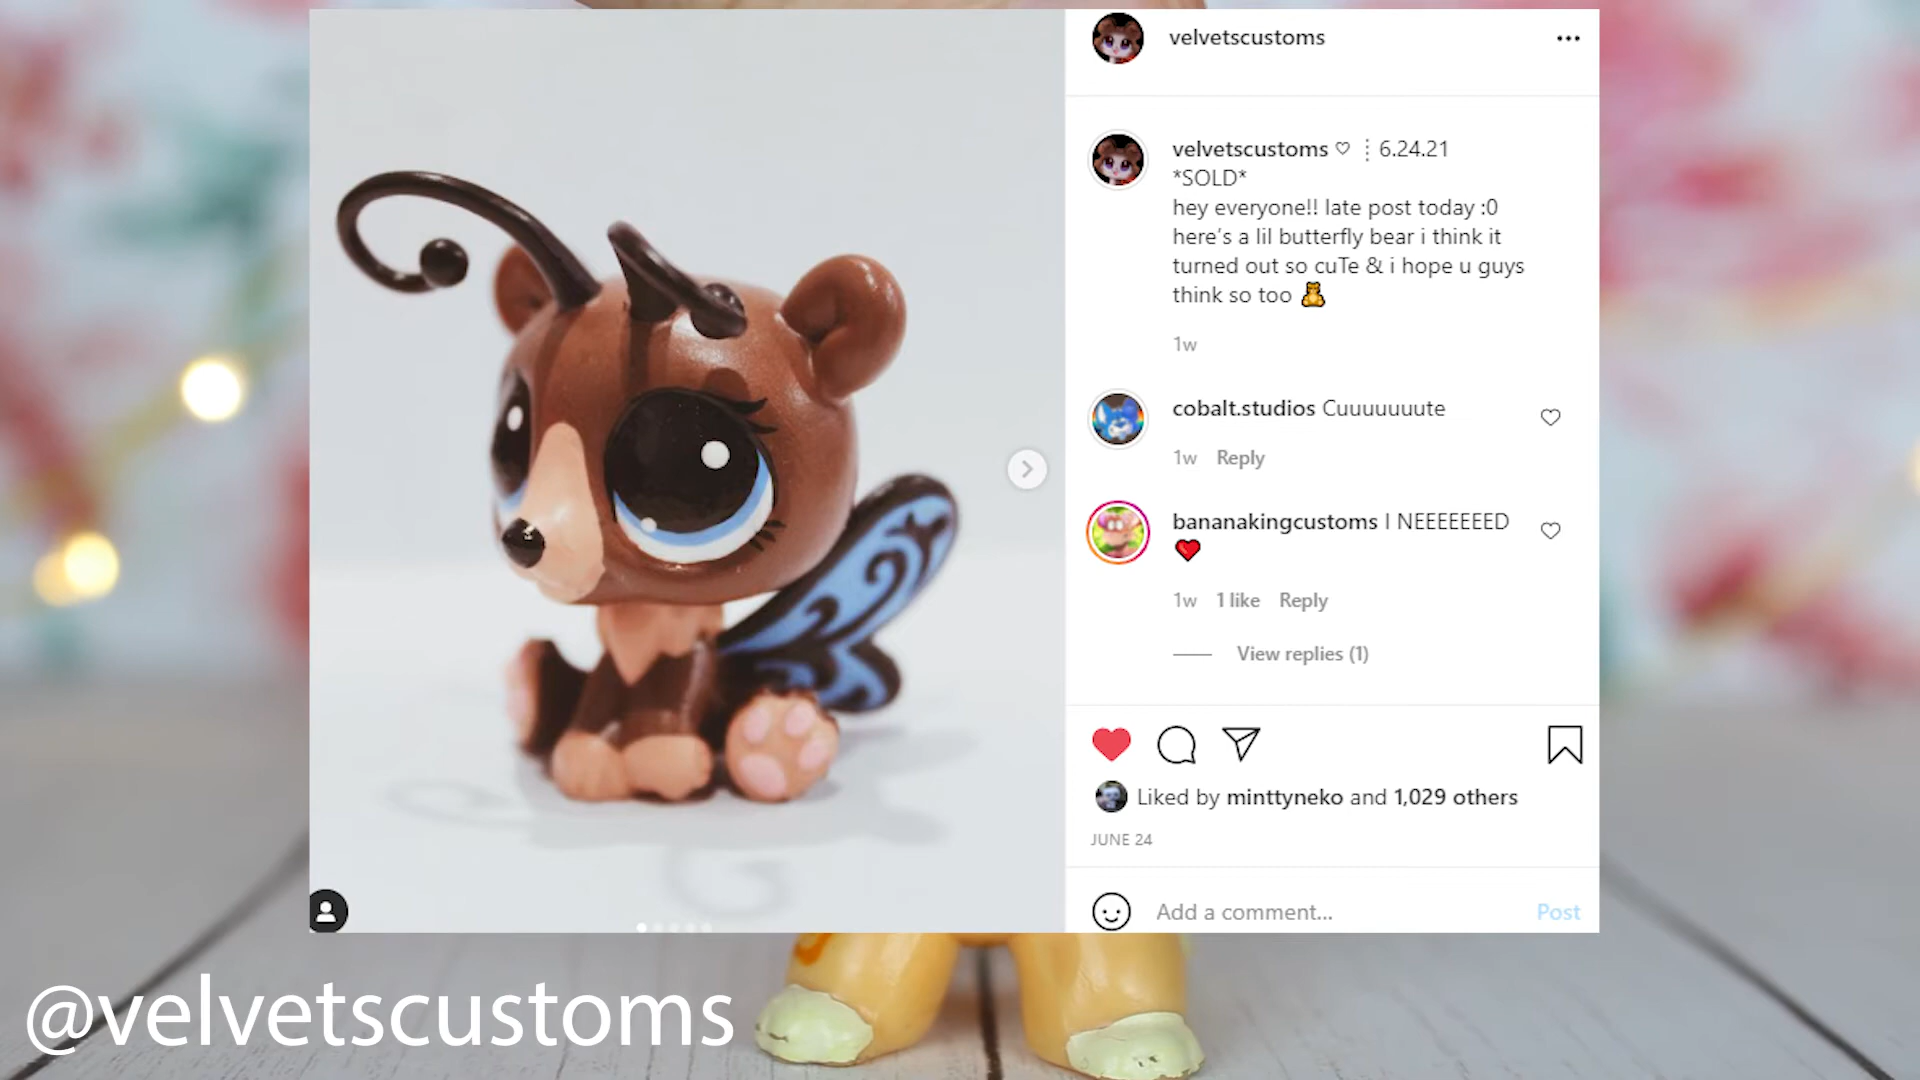 velvetscustoms
velvetscustoms ♡ ┊ 6.24.21
*SOLD*
hey everyone!! late post today :0
here's a lil butterfly bear i think it
turned out so cuTe & i hope u guys
think so too 🧸
1w
cobalt.studios Cuuuuuuute
1w Reply
bananakingcustoms I NEEEEEEED
❤️
1w 1 like Reply
View replies (1)
Liked by minttyneko and 1,029 others
JUNE 24
Add a comment... Post
@velvetscustoms